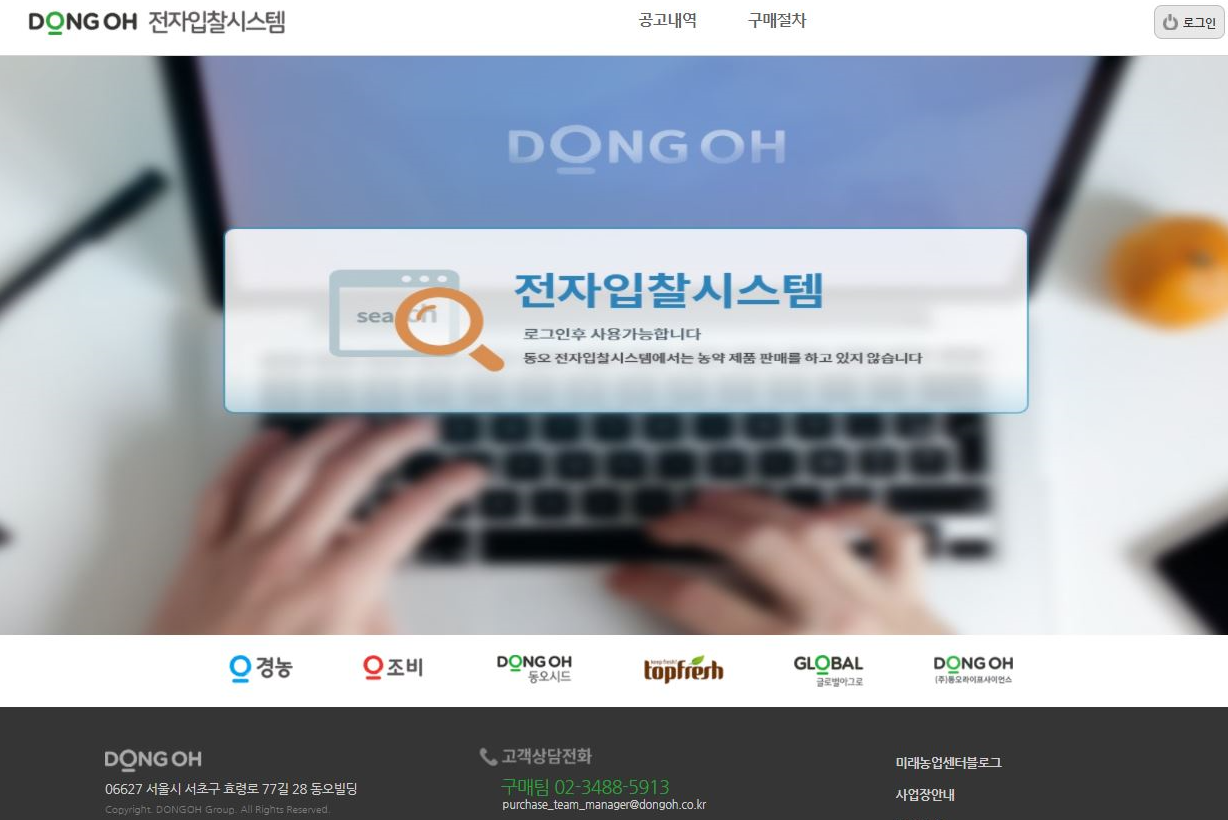 DONG OH 전자입찰시스템
공고내역
구매절차
로그인
DONG OH
search
전자입찰시스템
로그인후 사용가능합니다
동오 전자입찰시스템에서는 농약 제품 판매를 하고 있지 않습니다
경농
조비
DONG OH
동오시드
keep fresh!
topfresh
GLOBAL
글로벌아그로
DONG OH
(주)동오라이프사이언스
DONG OH
06627 서울시 서초구 효령로 77길 28 동오빌딩
Copyright. DONGOH Group. All Rights Reserved.
고객상담전화
구매팀 02-3488-5913
purchase_team_manager@dongoh.co.kr
미래농업센터블로그
사업장안내